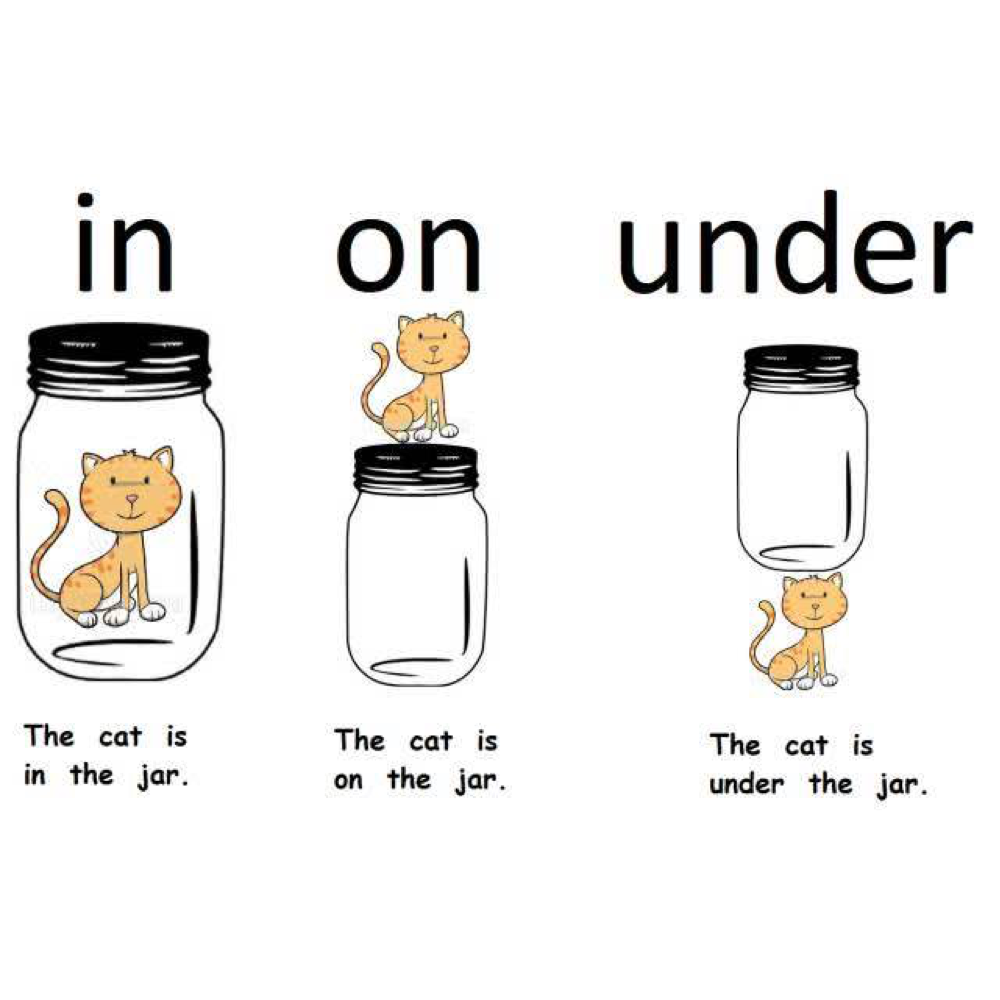 in
on
under
The cat is
in the jar.
The cat is
on the jar.
The cat is
under the jar.